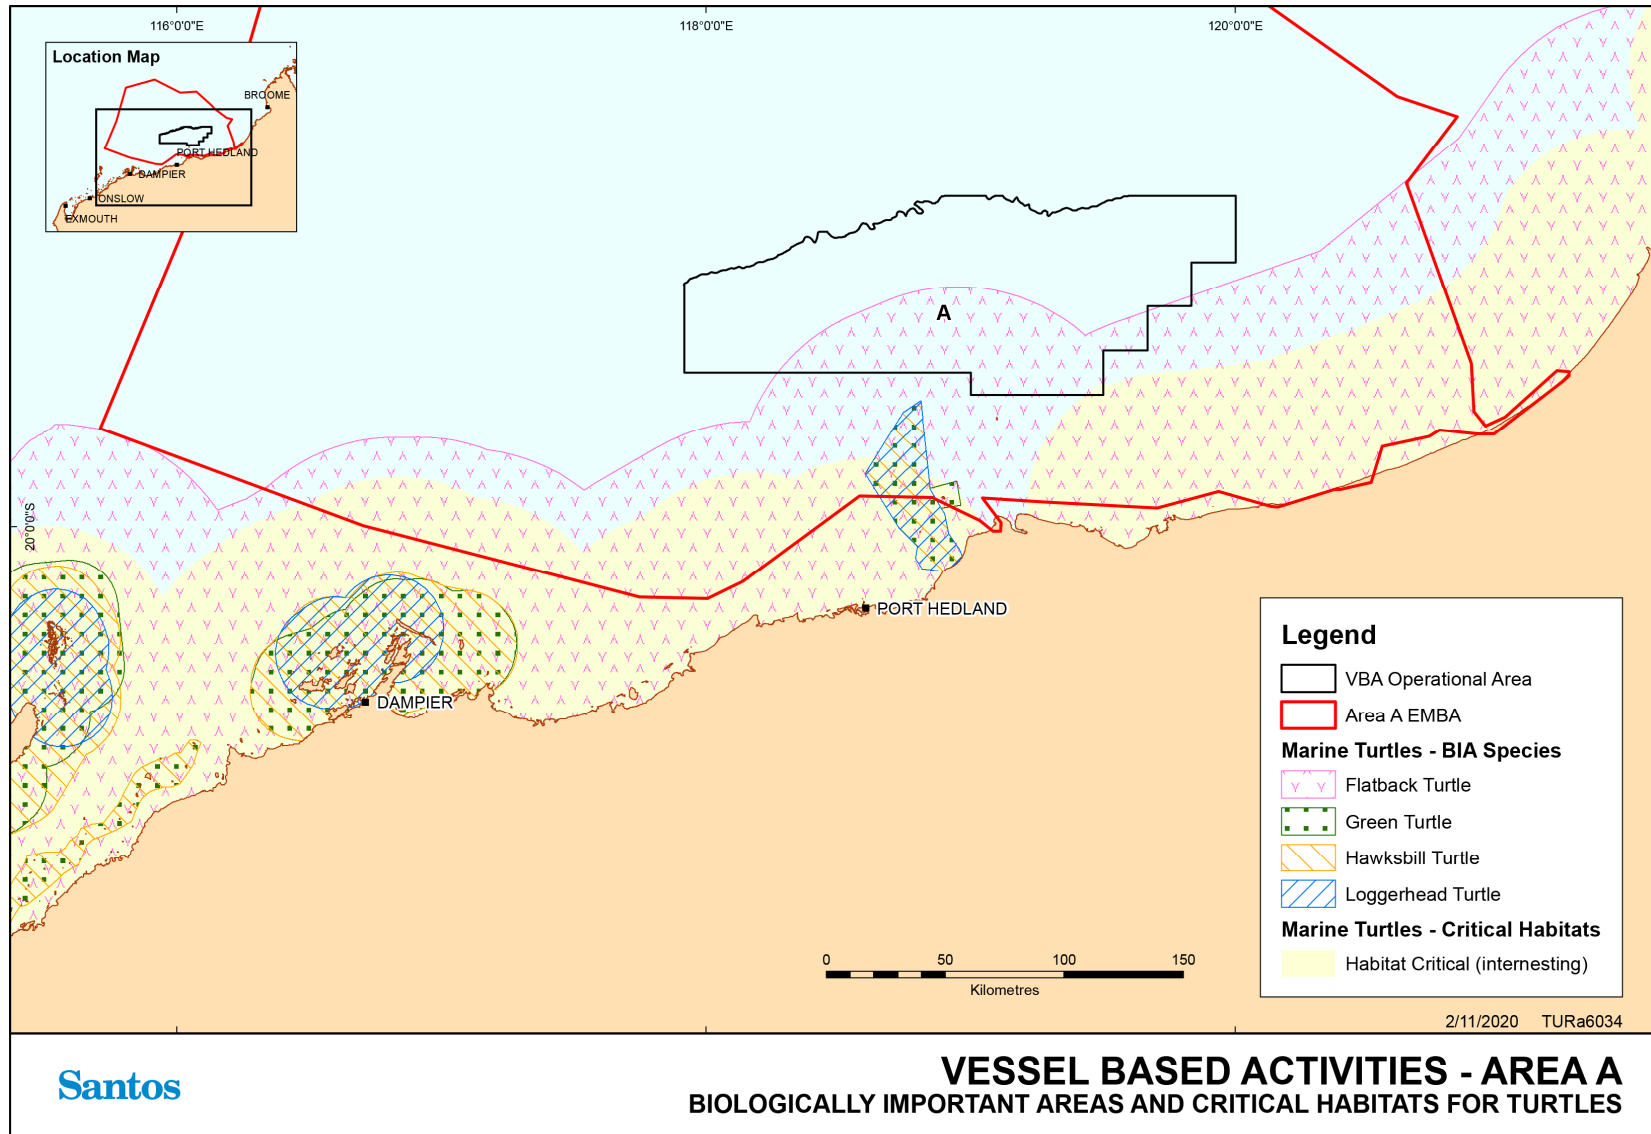 116°0'0"E
118°0'0"E
120°0'0"E
Location Map
BROOME
PORT HEDLAND
DAMPIER
ONSLOW
EXMOUTH
A
20°0'0"S
PORT HEDLAND
DAMPIER
Legend
VBA Operational Area
Area A EMBA
Marine Turtles - BIA Species
Flatback Turtle
Green Turtle
Hawksbill Turtle
Loggerhead Turtle
Marine Turtles - Critical Habitats
Habitat Critical (internesting)
0 50 100 150
Kilometres
2/11/2020 TURa6034
Santos
VESSEL BASED ACTIVITIES - AREA A
BIOLOGICALLY IMPORTANT AREAS AND CRITICAL HABITATS FOR TURTLES